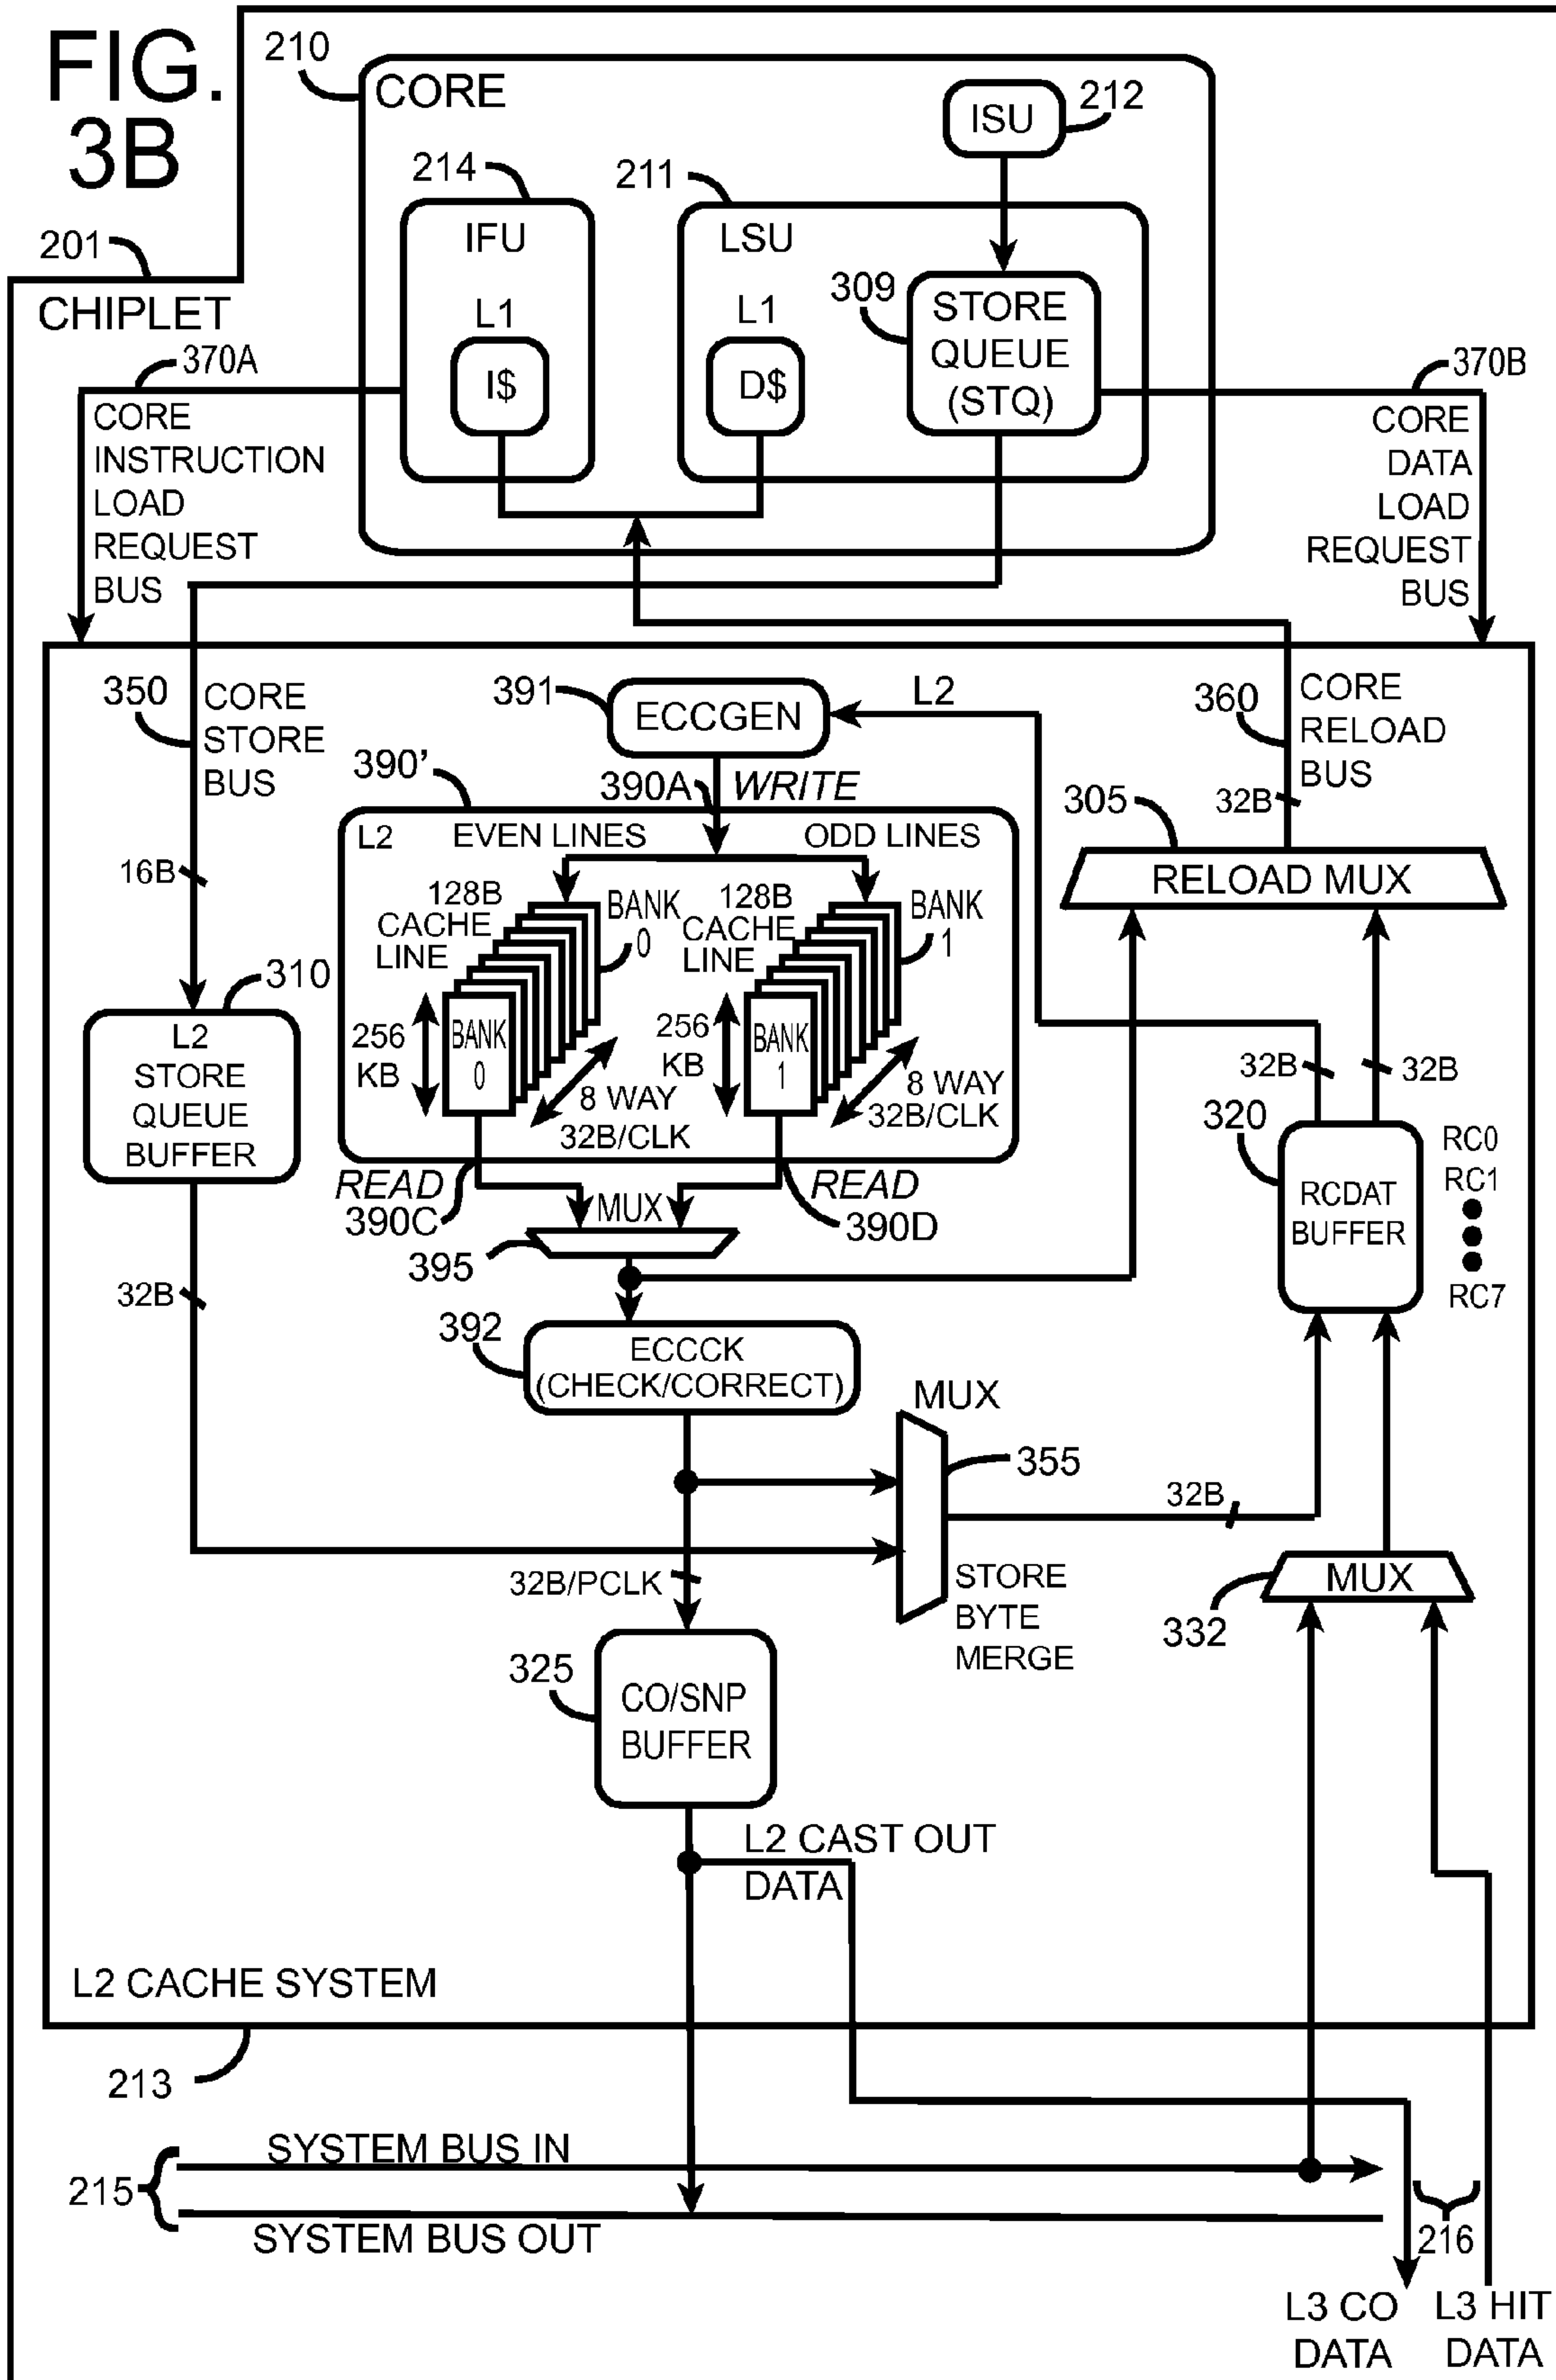 FIG.
3B
210
CORE
ISU
212
214
211
IFU
LSU
201
CHIPLET
L1
I$
L1
D$
309
STORE
QUEUE
(STQ)
370A
370B
CORE
INSTRUCTION
LOAD
REQUEST
BUS
CORE
DATA
LOAD
REQUEST
BUS
350
CORE
STORE
BUS
391
ECCGEN
L2
360
CORE
RELOAD
BUS
390'
390A
WRITE
305
32B
L2
EVEN LINES
ODD LINES
RELOAD MUX
16B
128B
CACHE
LINE
BANK
0
128B
CACHE
LINE
BANK
1
310
L2
STORE
QUEUE
BUFFER
256
KB
BANK
0
8 WAY
32B/CLK
256
KB
BANK
1
8 WAY
32B/CLK
32B
32B
320
RCDAT
BUFFER
RC0
RC1
RC7
READ
390C
MUX
READ
390D
395
32B
392
ECCCK
(CHECK/CORRECT)
MUX
355
32B
32B/PCLK
STORE
BYTE
MERGE
MUX
332
325
CO/SNP
BUFFER
L2 CAST OUT
DATA
L2 CACHE SYSTEM
213
SYSTEM BUS IN
215
SYSTEM BUS OUT
216
L3 CO
DATA
L3 HIT
DATA